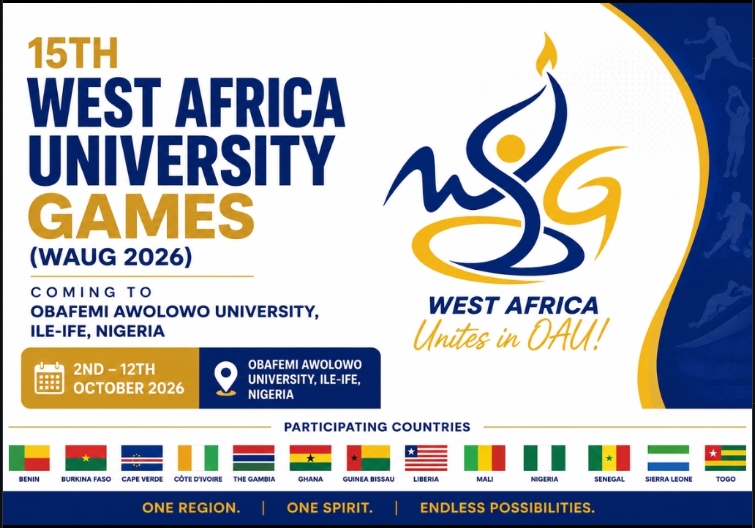 15TH
WEST AFRICA
UNIVERSITY
GAMES
(WAUG 2026)
COMING TO
OBAFEMI AWOLOWO UNIVERSITY,
ILE-IFE, NIGERIA
2ND – 12TH
OCTOBER 2026
OBAFEMI AWOLOWO
UNIVERSITY, ILE-IFE,
NIGERIA
WEST AFRICA
Unites in OAU!
PARTICIPATING COUNTRIES
BENIN BURKINA FASO CAPE VERDE CÔTE D'IVOIRE THE GAMBIA GHANA GUINEA BISSAU LIBERIA MALI NIGERIA SENEGAL SIERRA LEONE TOGO
ONE REGION. | ONE SPIRIT. | ENDLESS POSSIBILITIES.